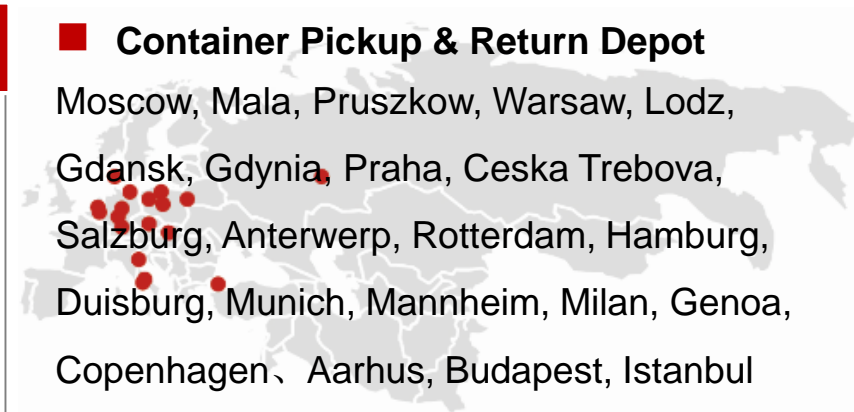 Container Pickup & Return Depot
Moscow, Mala, Pruszkow, Warsaw, Lodz,
Gdansk, Gdynia, Praha, Ceska Trebova,
Salzburg, Anterwerp, Rotterdam, Hamburg,
Duisburg, Munich, Mannheim, Milan, Genoa,
Copenhagen、Aarhus, Budapest, Istanbul